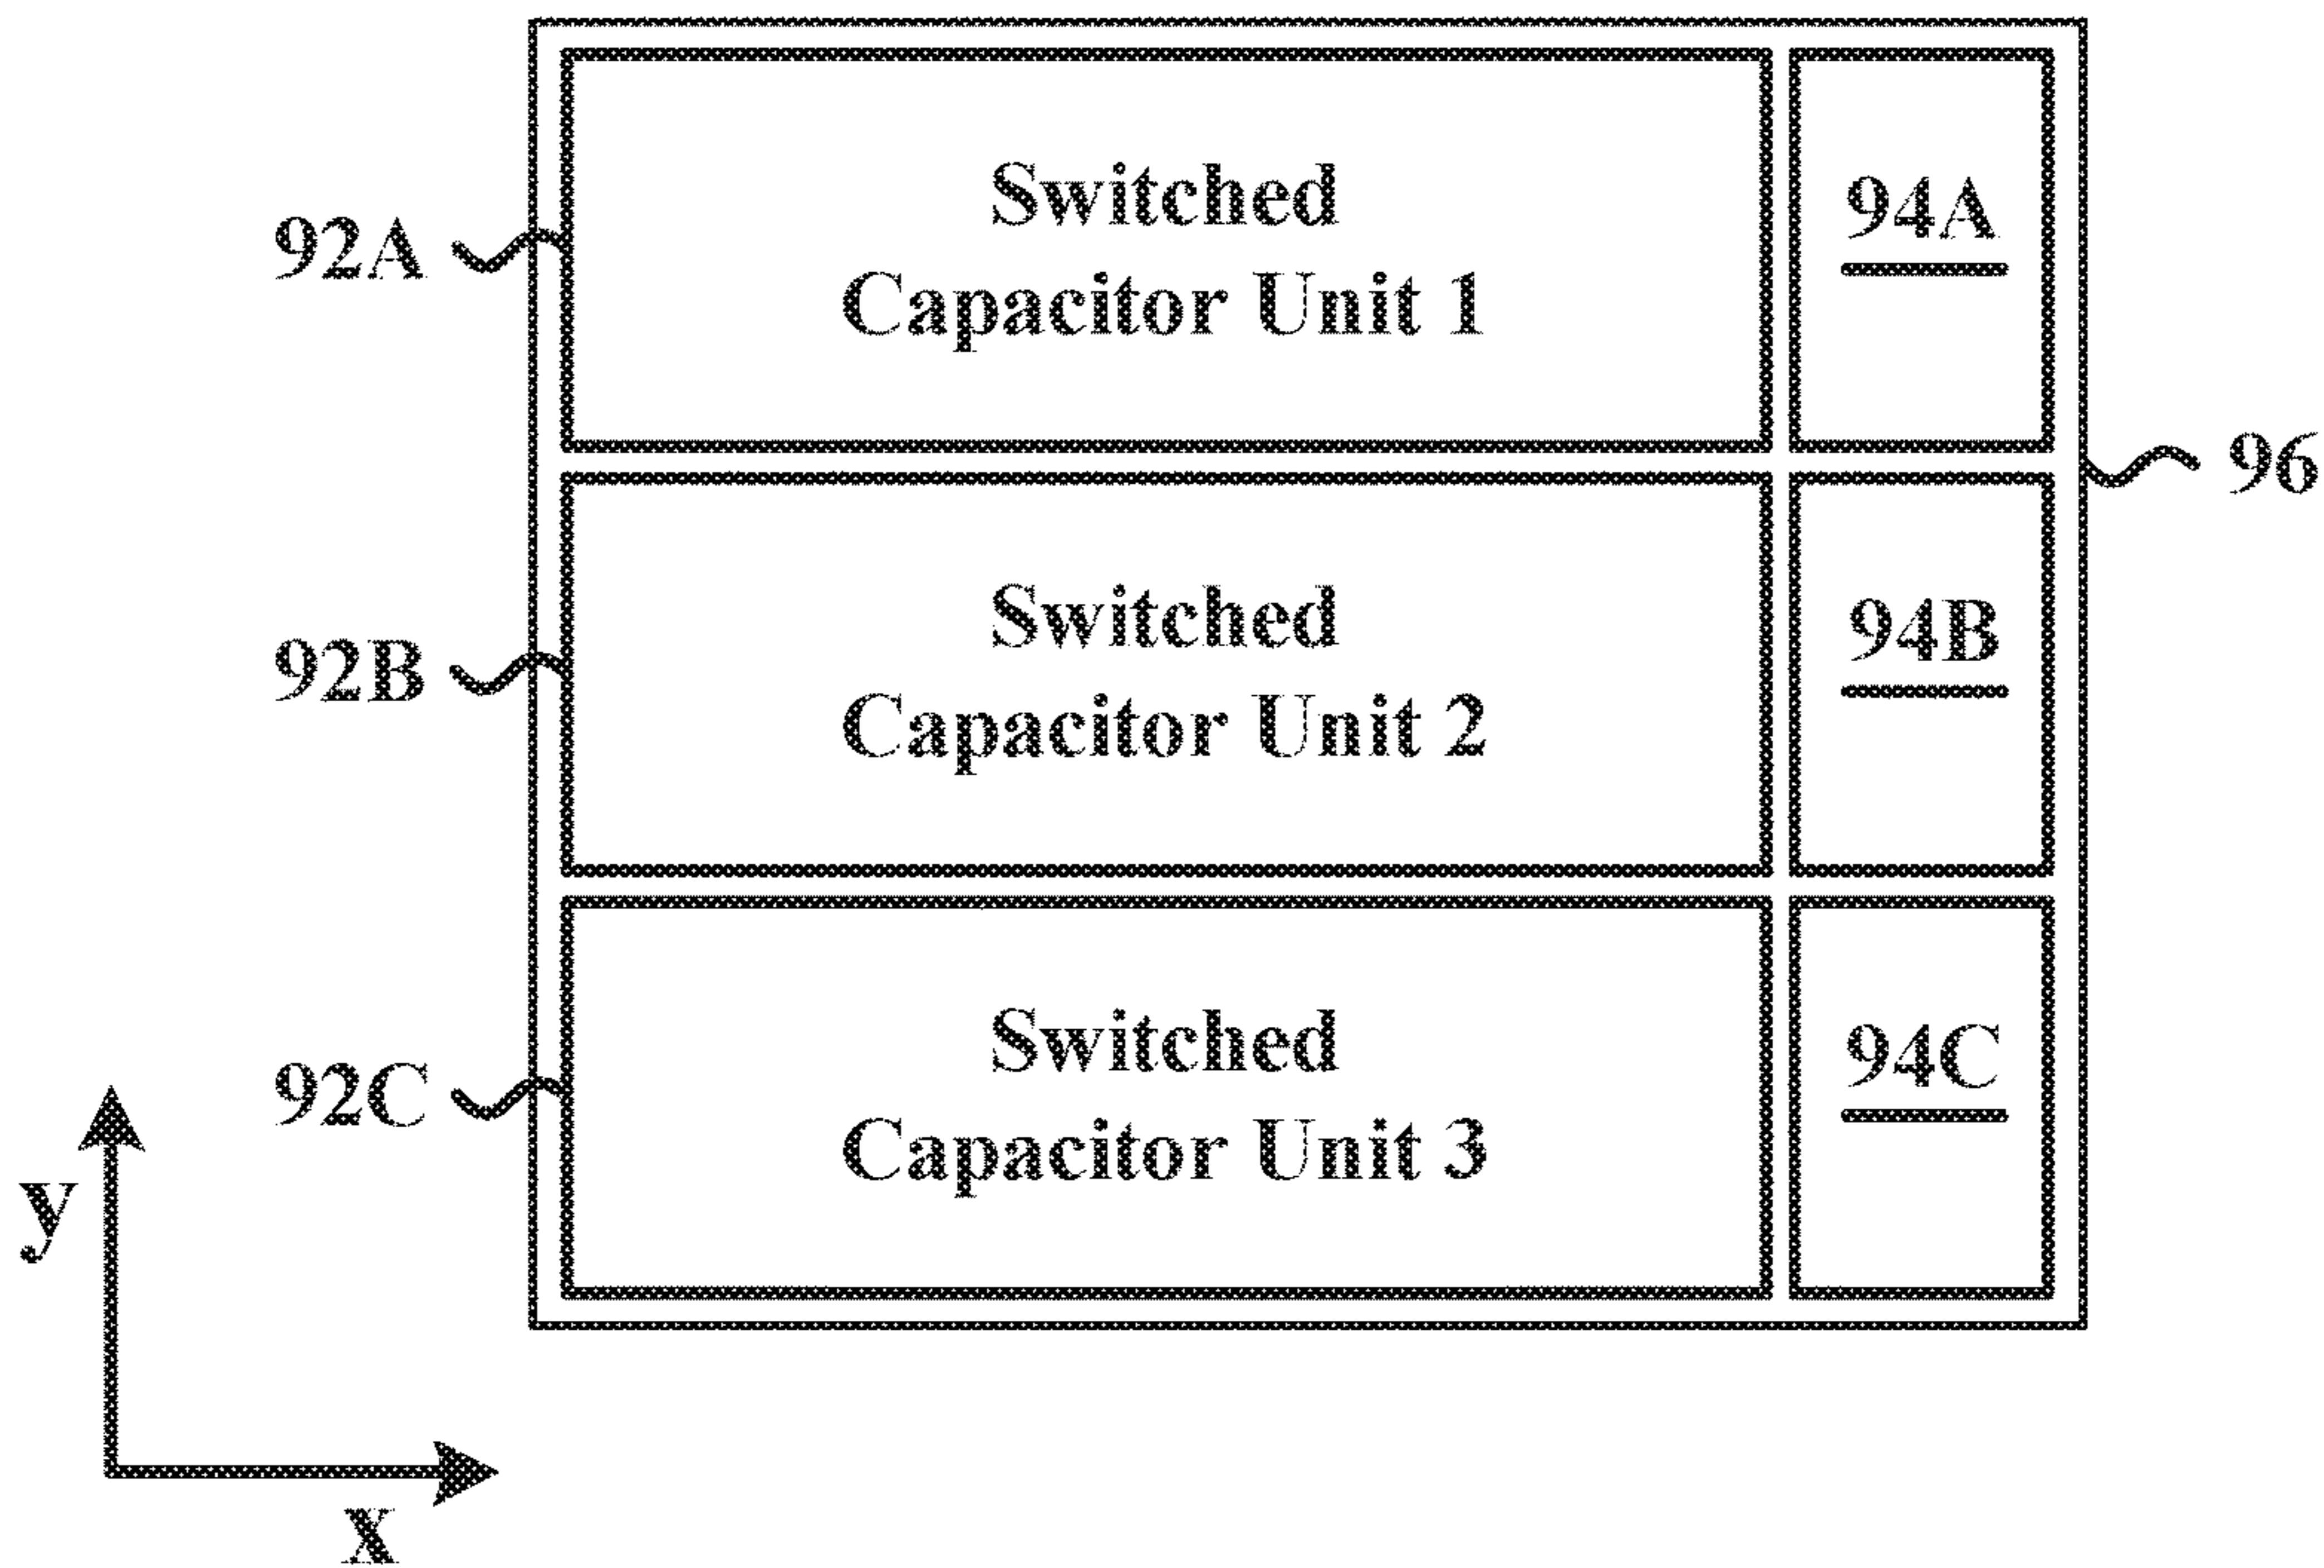 Switched
Capacitor Unit 1
92A
94A
96
Switched
Capacitor Unit 2
92B
94B
Switched
Capacitor Unit 3
92C
94C
y
x